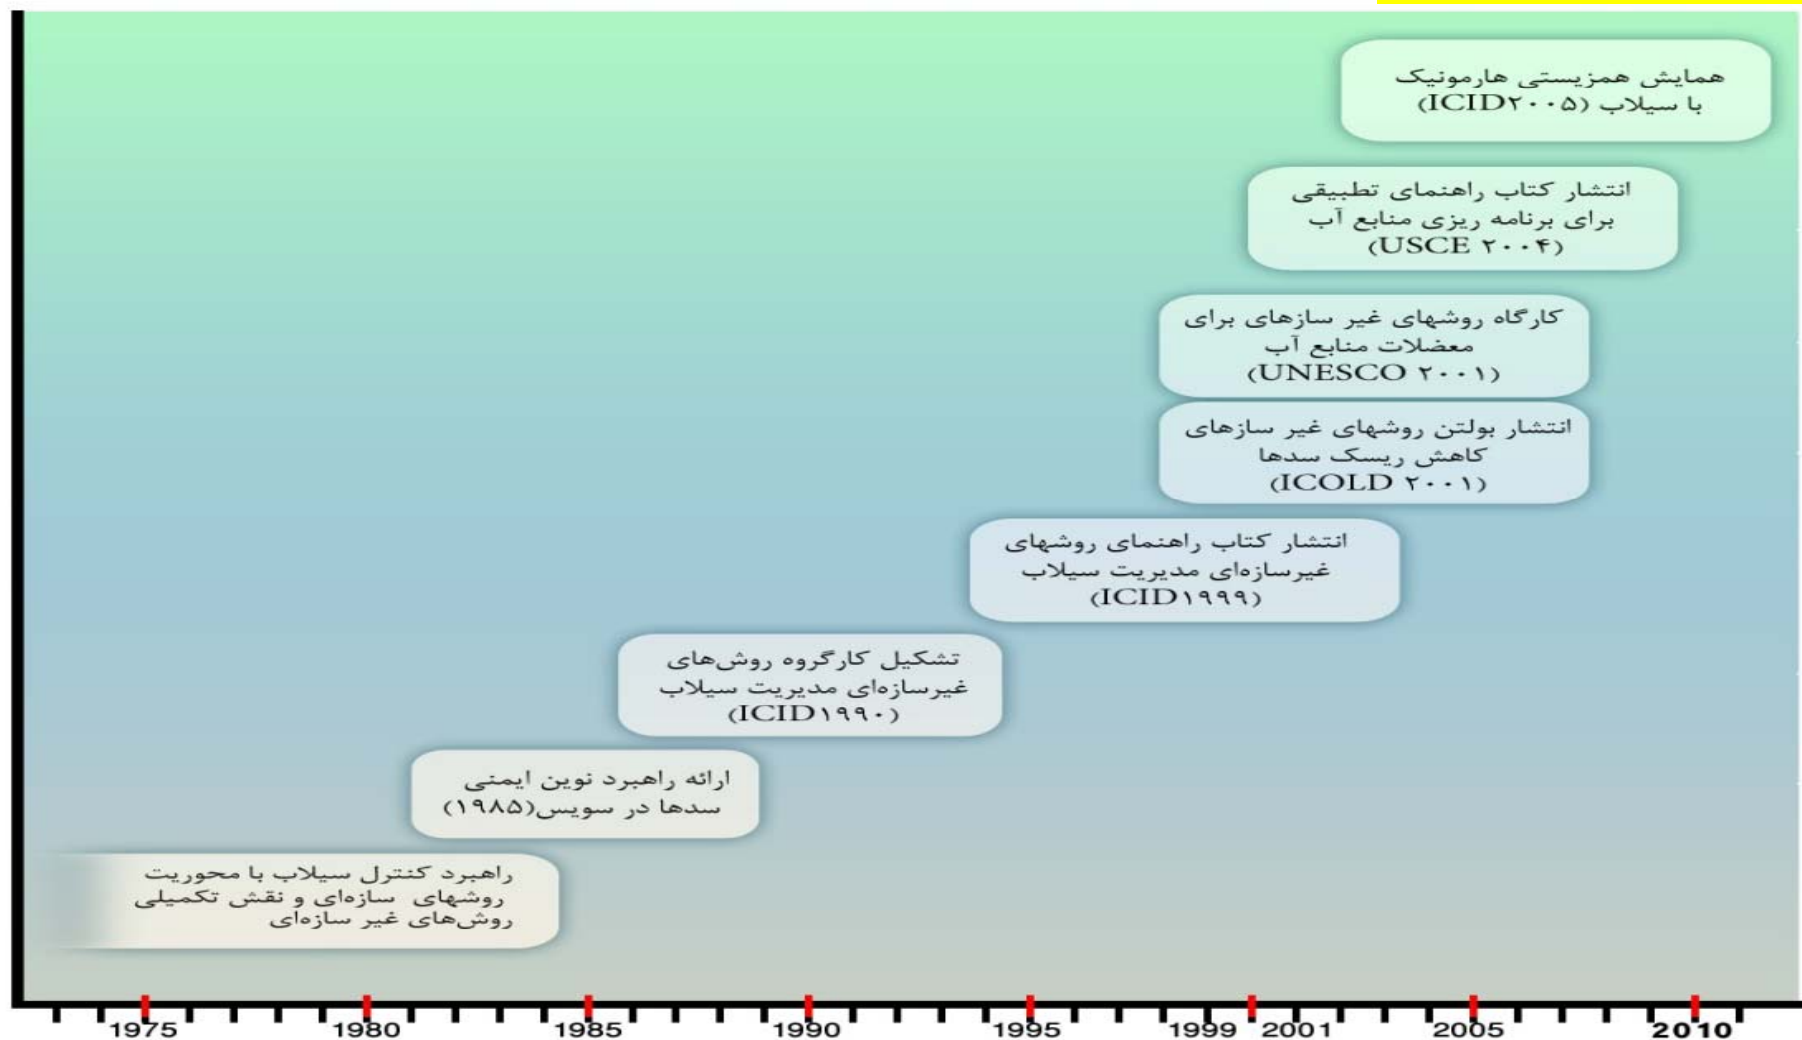 همایش همزیستی هارمونیک
با سیلاب (ICID۲۰۰۵)
انتشار کتاب راهنمای تطبیقی
برای برنامه ریزی منابع آب
(USCE ۲۰۰۴)
کارگاه روشهای غیر سازهای برای
معضلات منابع آب
(UNESCO ۲۰۰۱)
انتشار بولتن روشهای غیر سازهای
کاهش ریسک سدها
(ICOLD ۲۰۰۱)
انتشار کتاب راهنمای روشهای
غیرسازه‌ای مدیریت سیلاب
(ICID۱۹۹۹)
تشکیل کارگروه روش‌های
غیرسازه‌ای مدیریت سیلاب
(ICID۱۹۹۰)
ارائه راهبرد نوین ایمنی
سدها در سویس(۱۹۸۵)
راهبرد کنترل سیلاب با محوریت
روشهای سازه‌ای و نقش تکمیلی
روش‌های غیر سازه‌ای
1975 1980 1985 1990 1995 1999 2001 2005 2010